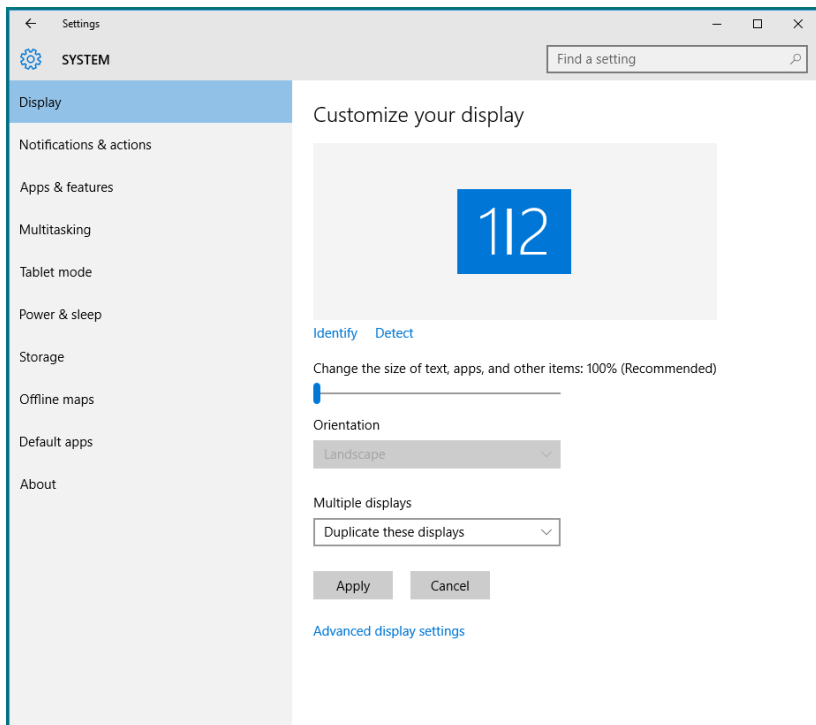 Settings
SYSTEM
Find a setting
Display
Notifications & actions
Apps & features
Multitasking
Tablet mode
Power & sleep
Storage
Offline maps
Default apps
About
Customize your display
1|2
Identify Detect
Change the size of text, apps, and other items: 100% (Recommended)
Orientation
Landscape
Multiple displays
Duplicate these displays
Apply Cancel
Advanced display settings